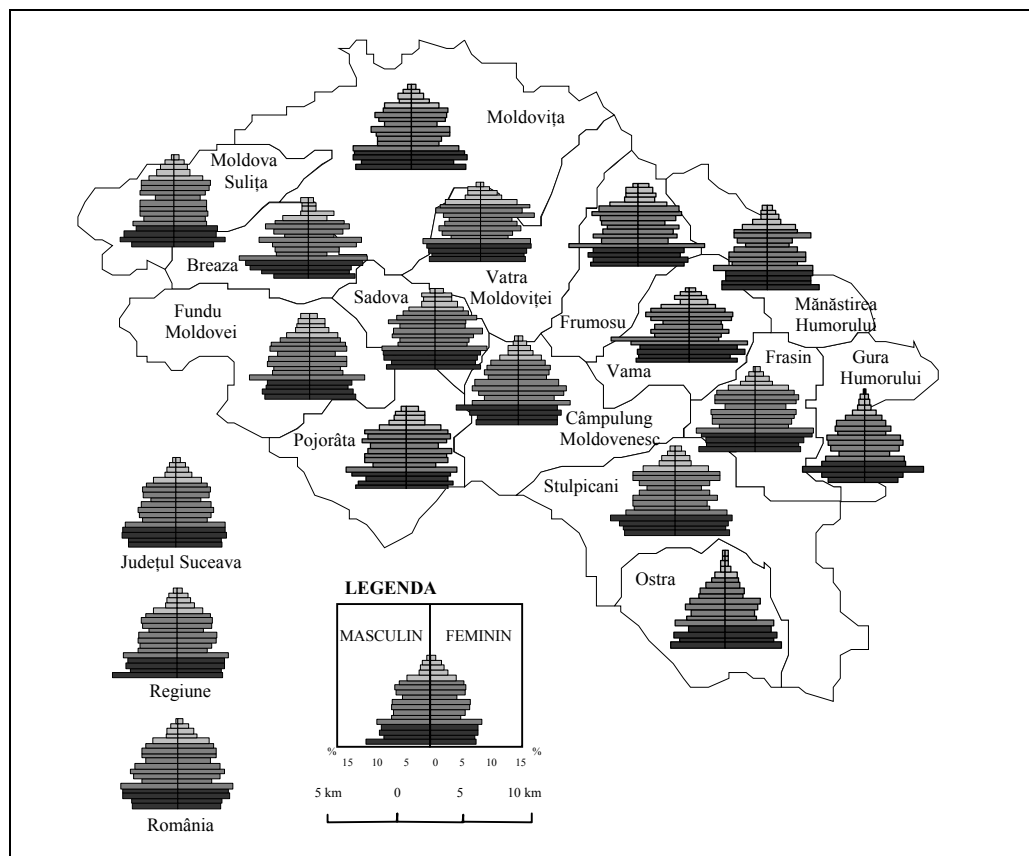 Moldovița
Moldova
Sulița
Breaza
Vatra
Moldoviței
Sadova
Fundu
Moldovei
Frumosu
Mănăstirea
Humorului
Vama
Frasin
Gura
Humorului
Câmpulung
Moldovenesc
Pojorâta
Stulpicani
Ostra
Județul Suceava
Regiune
România
LEGENDA
MASCULIN FEMININ
% %
15 10 5 0 5 10 15
5 km 0 5 10 km